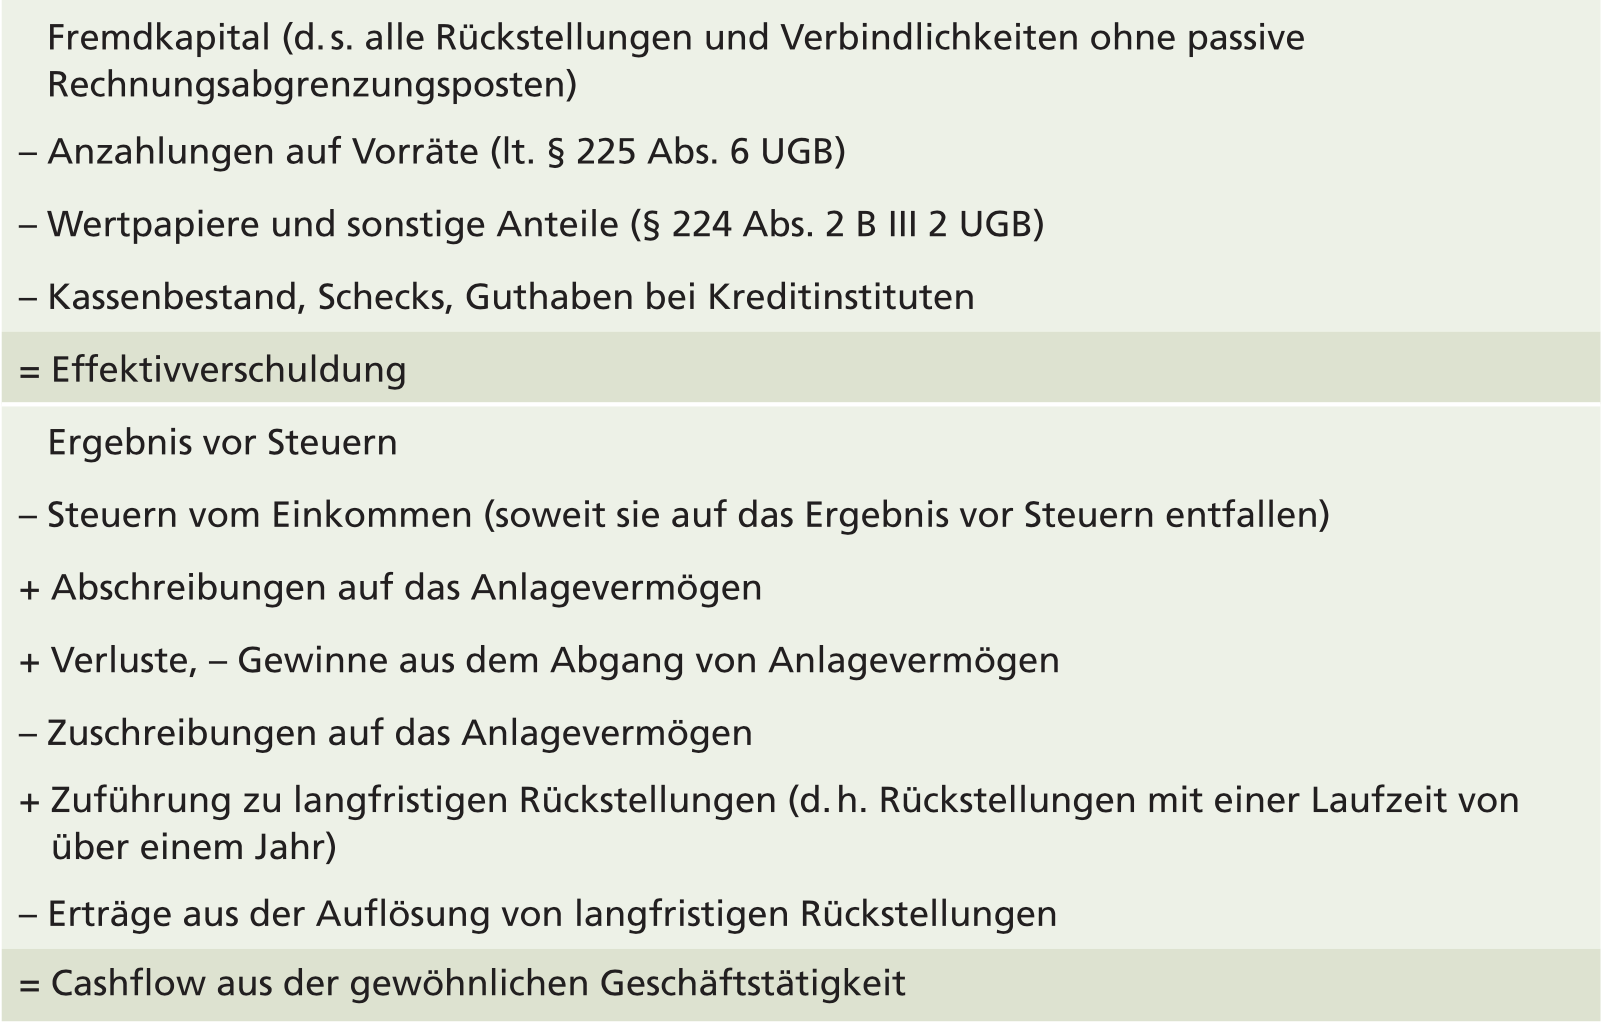 Fremdkapital (d. s. alle Rückstellungen und Verbindlichkeiten ohne passive
Rechnungsabgrenzungsposten)
– Anzahlungen auf Vorräte (lt. § 225 Abs. 6 UGB)
– Wertpapiere und sonstige Anteile (§ 224 Abs. 2 B III 2 UGB)
– Kassenbestand, Schecks, Guthaben bei Kreditinstituten
= Effektivverschuldung
Ergebnis vor Steuern
– Steuern vom Einkommen (soweit sie auf das Ergebnis vor Steuern entfallen)
+ Abschreibungen auf das Anlagevermögen
+ Verluste, – Gewinne aus dem Abgang von Anlagevermögen
– Zuschreibungen auf das Anlagevermögen
+ Zuführung zu langfristigen Rückstellungen (d. h. Rückstellungen mit einer Laufzeit von
über einem Jahr)
– Erträge aus der Auflösung von langfristigen Rückstellungen
= Cashflow aus der gewöhnlichen Geschäftstätigkeit